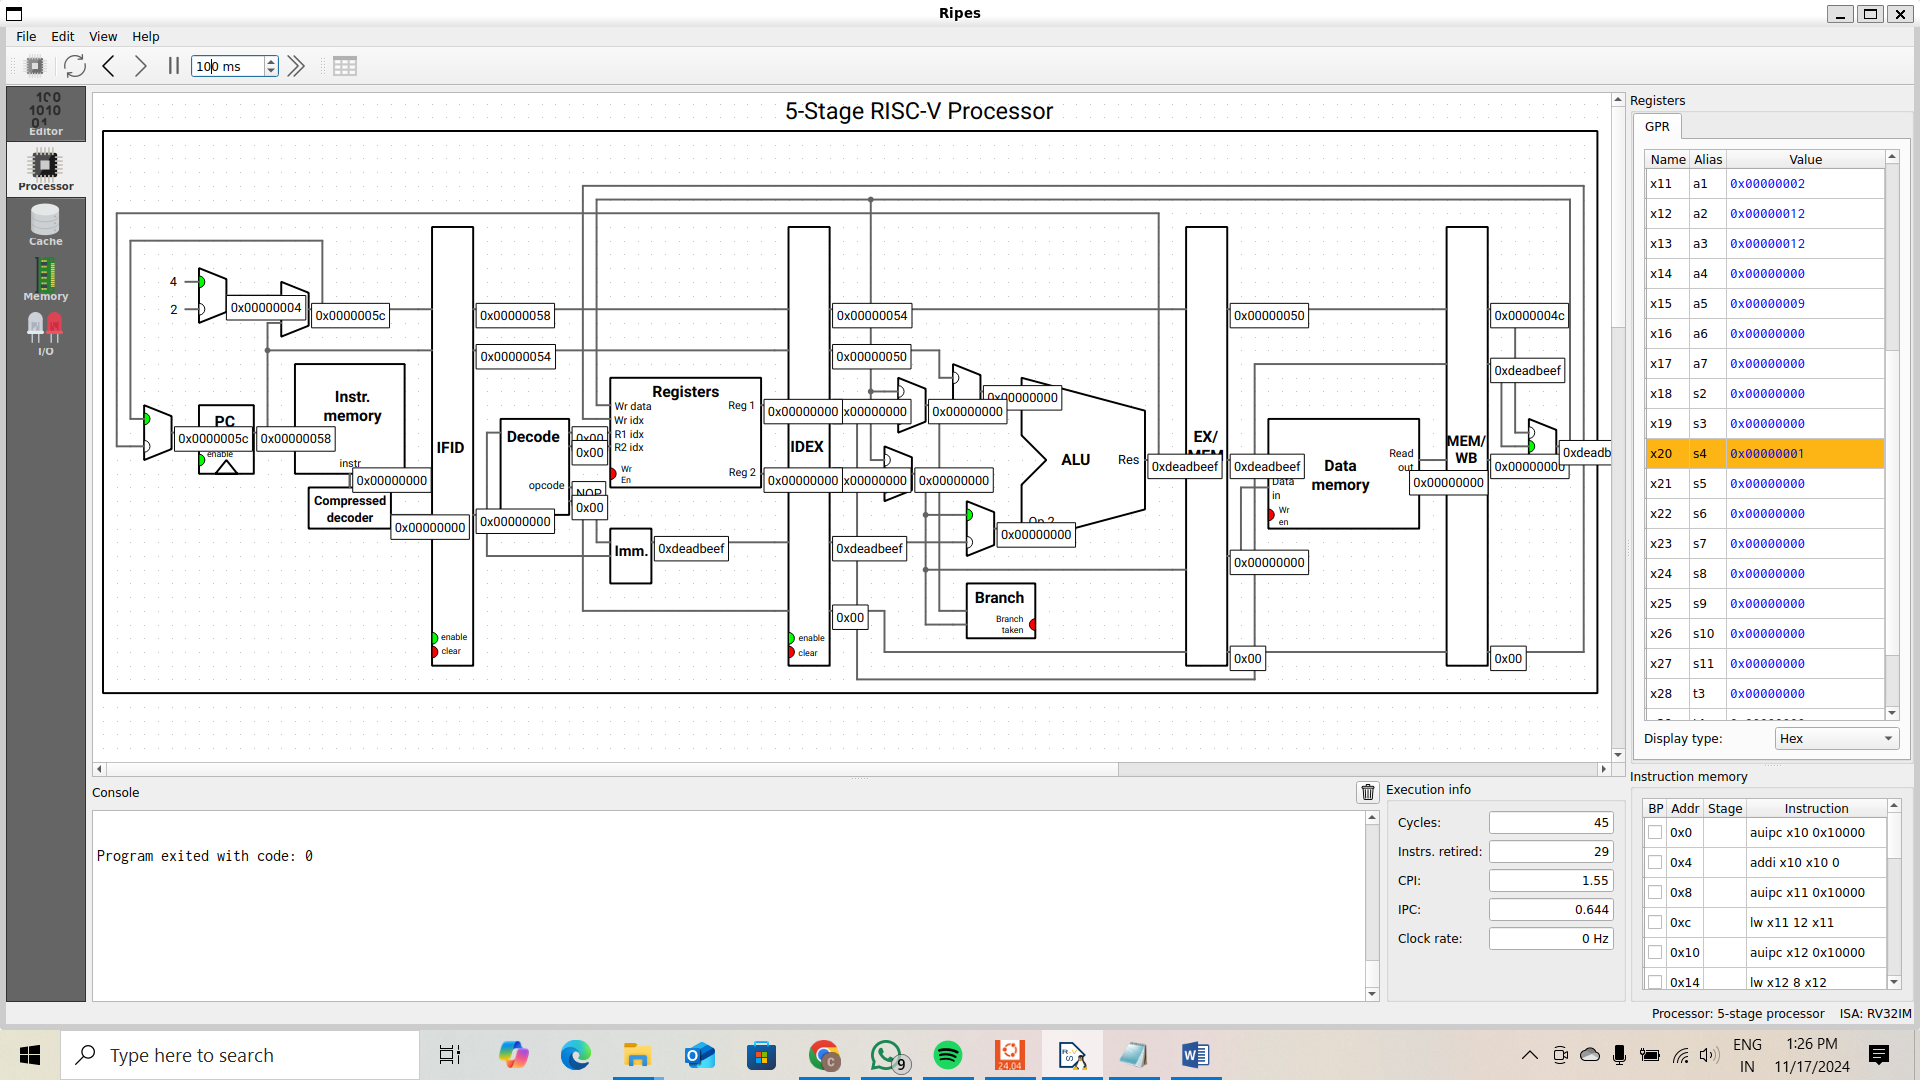 Ripes
File Edit View Help
100 ms
Editor
Processor
Cache
Memory
I/O
5-Stage RISC-V Processor
4
2
0x00000004
0x0000005c
0x00000058
0x00000054
0x00000054
0x00000050
0x00000050
0x0000004c
0xdeadbeef
PC
enable
0x0000005c
0x00000058
Instr.
memory
instr
0x00000000
Compressed
decoder
0x00000000
IFID
enable
clear
0x00000000
Decode
opcode
0x00
0x00
NOP
0x00
Registers
Wr data
Wr idx
R1 idx
R2 idx
Wr
En
Reg 1
Reg 2
0x00000000
0x00000000
Imm.
0xdeadbeef
IDEX
enable
clear
x00000000
x00000000
0xdeadbeef
0x00
0x00000000
0x00000000
0x00000000
0x00000000
Op 2
ALU
Res
Branch
Branch
taken
0xdeadbeef
EX/
MEM
0xdeadbeef
0x00000000
0x00
Data
memory
Data
in
Wr
en
Read
out
0x00000000
MEM/
WB
0x00000000
0xdeadb
0x00
Console
Program exited with code: 0
Execution info
Cycles: 45
Instrs. retired: 29
CPI: 1.55
IPC: 0.644
Clock rate: 0 Hz
Registers
GPR
Name Alias Value
x11 a1 0x00000002
x12 a2 0x00000012
x13 a3 0x00000012
x14 a4 0x00000000
x15 a5 0x00000009
x16 a6 0x00000000
x17 a7 0x00000000
x18 s2 0x00000000
x19 s3 0x00000000
x20 s4 0x00000001
x21 s5 0x00000000
x22 s6 0x00000000
x23 s7 0x00000000
x24 s8 0x00000000
x25 s9 0x00000000
x26 s10 0x00000000
x27 s11 0x00000000
x28 t3 0x00000000
Display type: Hex
Instruction memory
BP Addr Stage Instruction
0x0 auipc x10 0x10000
0x4 addi x10 x10 0
0x8 auipc x11 0x10000
0xc lw x11 12 x11
0x10 auipc x12 0x10000
0x14 lw x12 8 x12
Processor: 5-stage processor ISA: RV32IM
Type here to search
9
24.04
ENG
IN
1:26 PM
11/17/2024